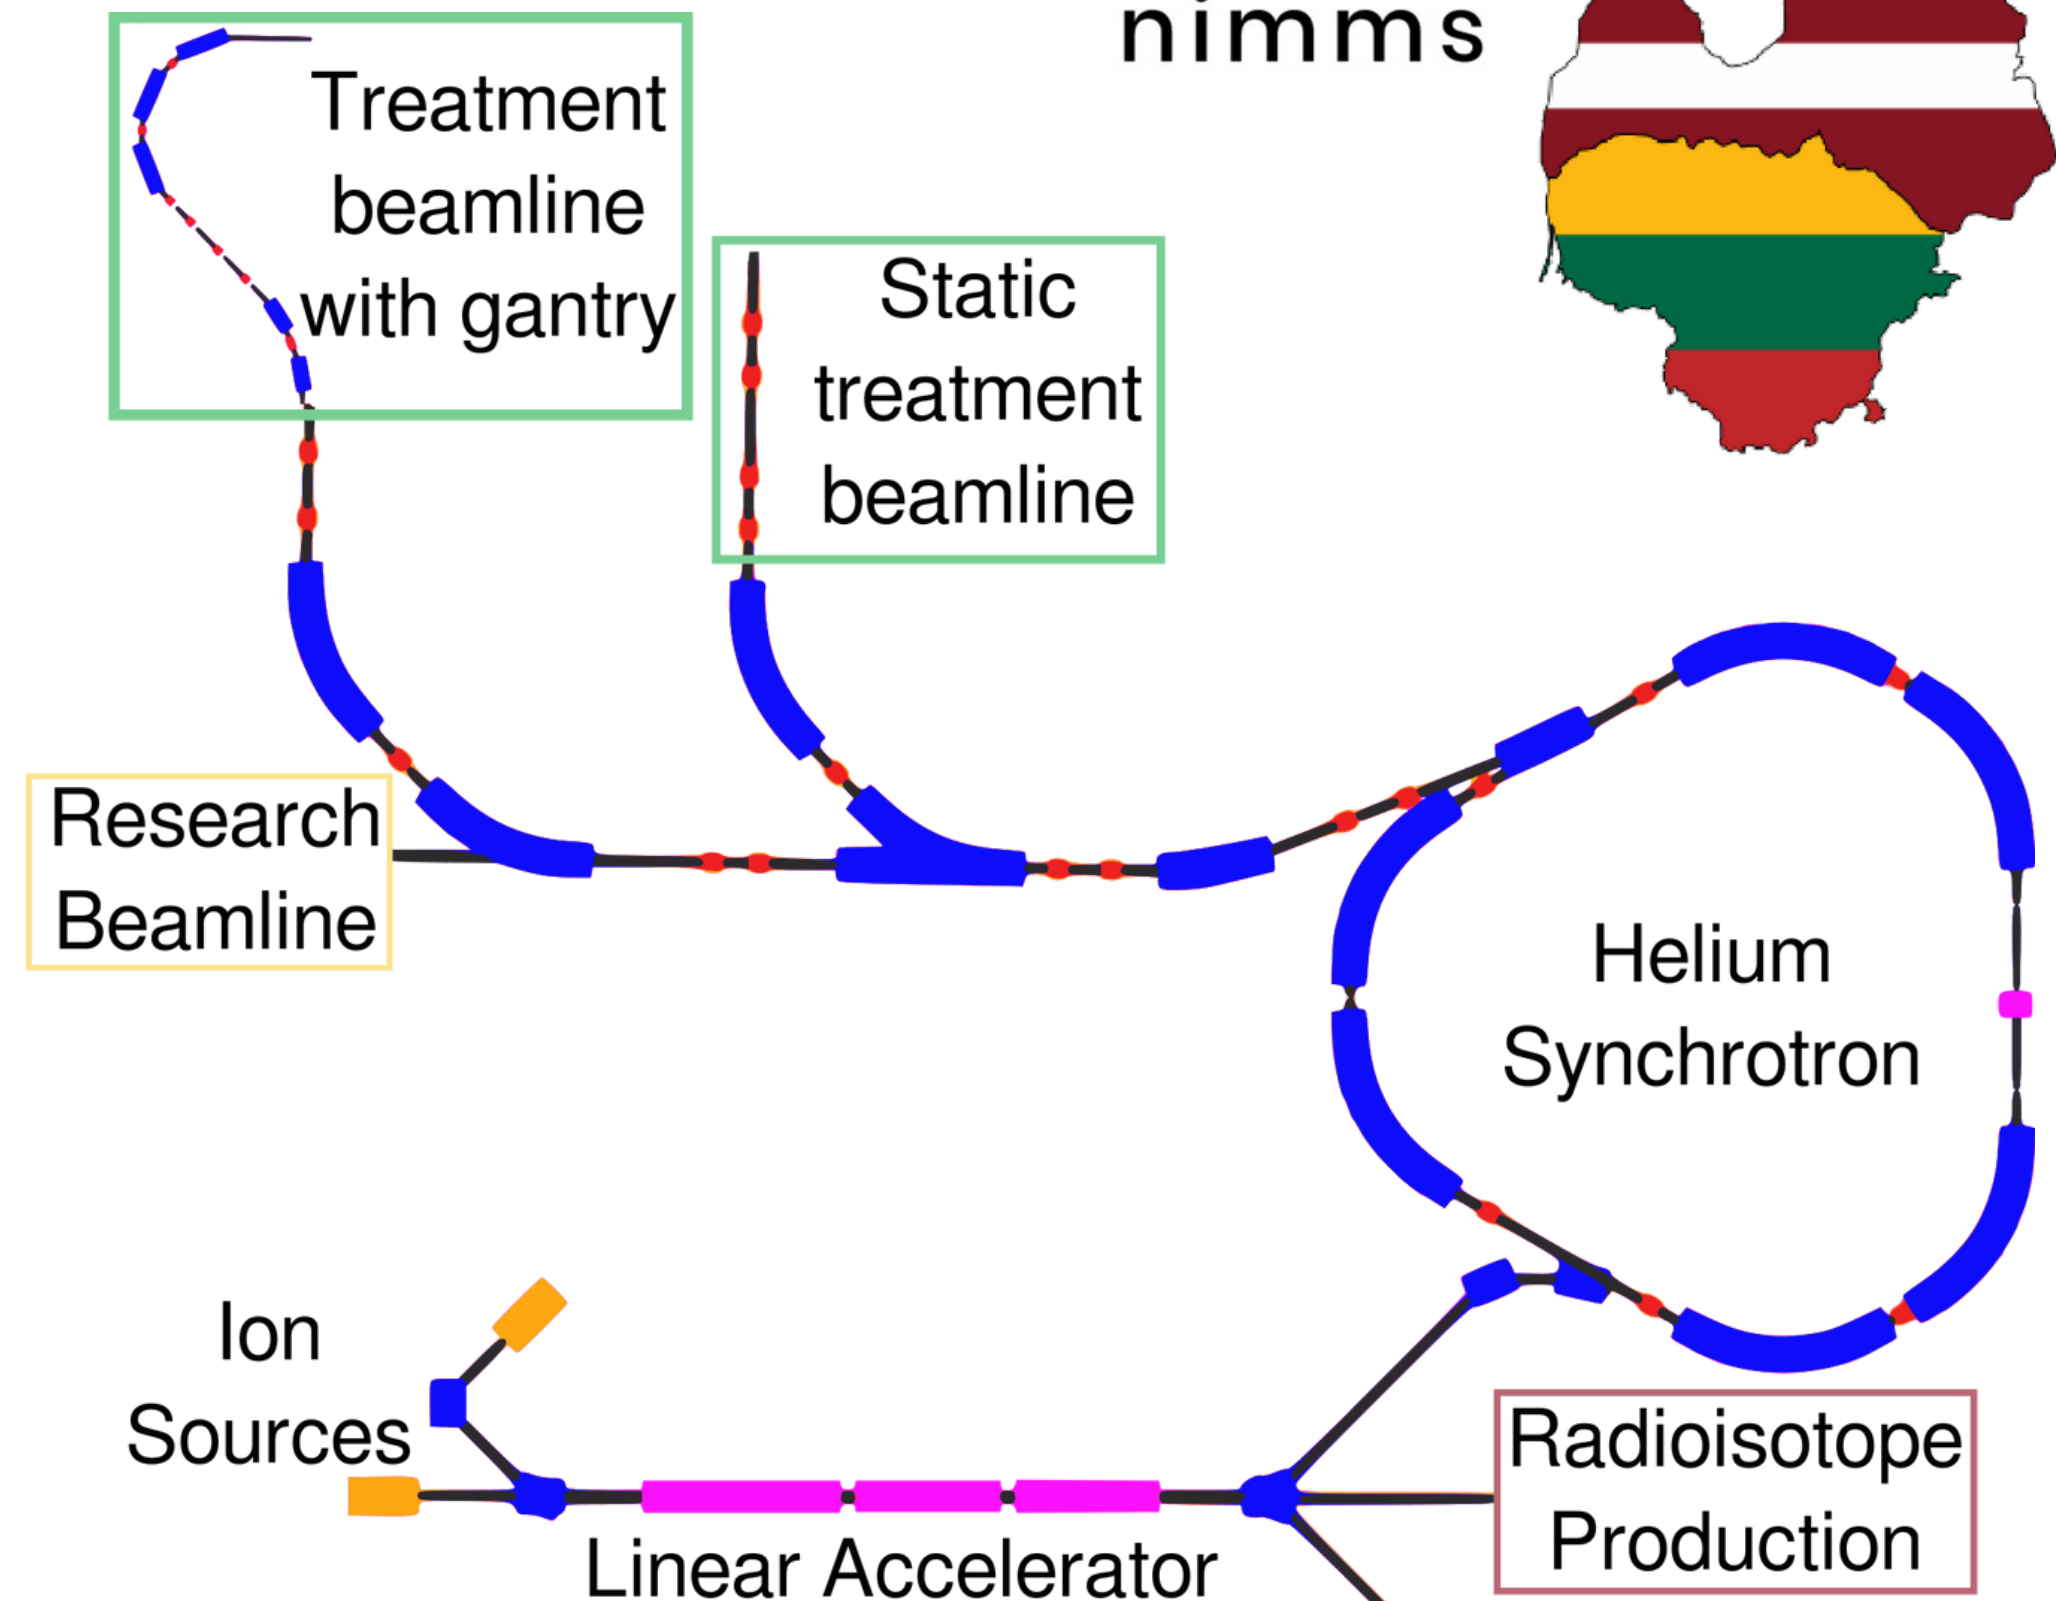 nimms
Treatment
beamline
with gantry
Static
treatment
beamline
Research
Beamline
Helium
Synchrotron
Ion
Sources
Linear Accelerator
Radioisotope
Production